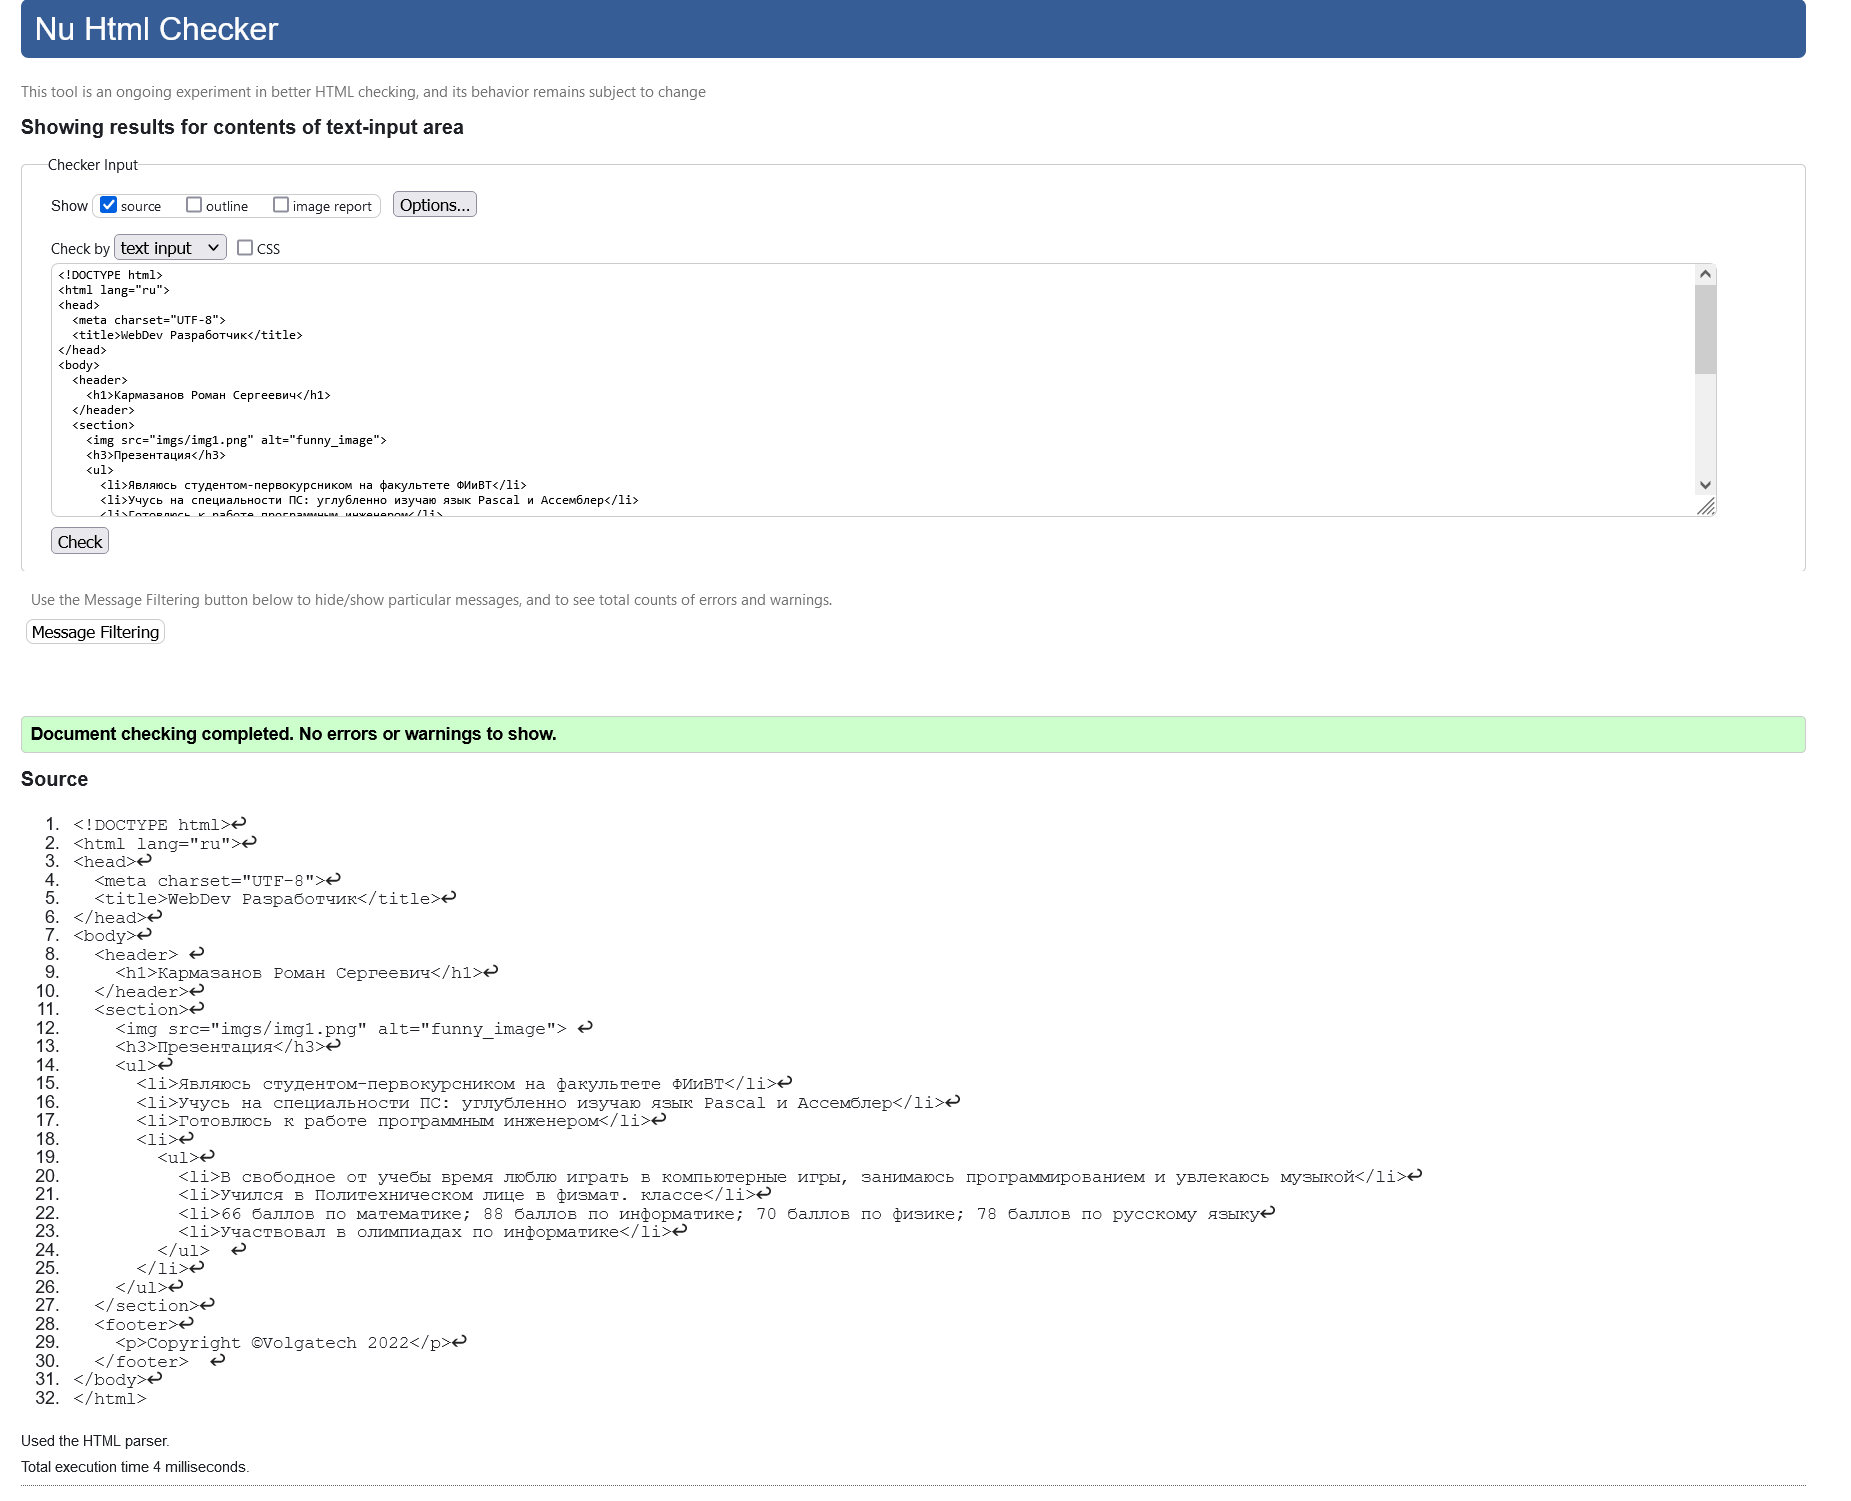 Nu Html Checker
This tool is an ongoing experiment in better HTML checking, and its behavior remains subject to change
Showing results for contents of text-input area
Checker Input
Show source outline image report Options...
Check by text input CSS
<!DOCTYPE html>
<html lang="ru">
<head>
  <meta charset="UTF-8">
  <title>WebDev Разработчик</title>
</head>
<body>
  <header>
    <h1>Кармазанов Роман Сергеевич</h1>
  </header>
  <section>
    <img src="imgs/img1.png" alt="funny_image">
    <h3>Презентация</h3>
    <ul>
      <li>Являюсь студентом-первокурсником на факультете ФИиВТ</li>
      <li>Учусь на специальности ПС: углубленно изучаю язык Pascal и Ассемблер</li>
      <li>Готовлюсь к работе программным инженером</li>
Check
Use the Message Filtering button below to hide/show particular messages, and to see total counts of errors and warnings.
Message Filtering
Document checking completed. No errors or warnings to show.
Source
1. <!DOCTYPE html>↩
2. <html lang="ru">↩
3. <head>↩
4.   <meta charset="UTF-8">↩
5.   <title>WebDev Разработчик</title>↩
6. </head>↩
7. <body>↩
8.   <header> ↩
9.     <h1>Кармазанов Роман Сергеевич</h1>↩
10.   </header>↩
11.   <section>↩
12.     <img src="imgs/img1.png" alt="funny_image"> ↩
13.     <h3>Презентация</h3>↩
14.     <ul>↩
15.       <li>Являюсь студентом-первокурсником на факультете ФИиВТ</li>↩
16.       <li>Учусь на специальности ПС: углубленно изучаю язык Pascal и Ассемблер</li>↩
17.       <li>Готовлюсь к работе программным инженером</li>↩
18.       <li>↩
19.         <ul>↩
20.           <li>В свободное от учебы время люблю играть в компьютерные игры, занимаюсь программированием и увлекаюсь музыкой</li>↩
21.           <li>Учился в Политехническом лице в физмат. классе</li>↩
22.           <li>66 баллов по математике; 88 баллов по информатике; 70 баллов по физике; 78 баллов по русскому языку↩
23.           <li>Участвовал в олимпиадах по информатике</li>↩
24.         </ul>  ↩
25.       </li>↩
26.     </ul>↩
27.   </section>↩
28.   <footer>↩
29.     <p>Copyright ©Volgatech 2022</p>↩
30.   </footer>  ↩
31. </body>↩
32. </html>
Used the HTML parser.
Total execution time 4 milliseconds.